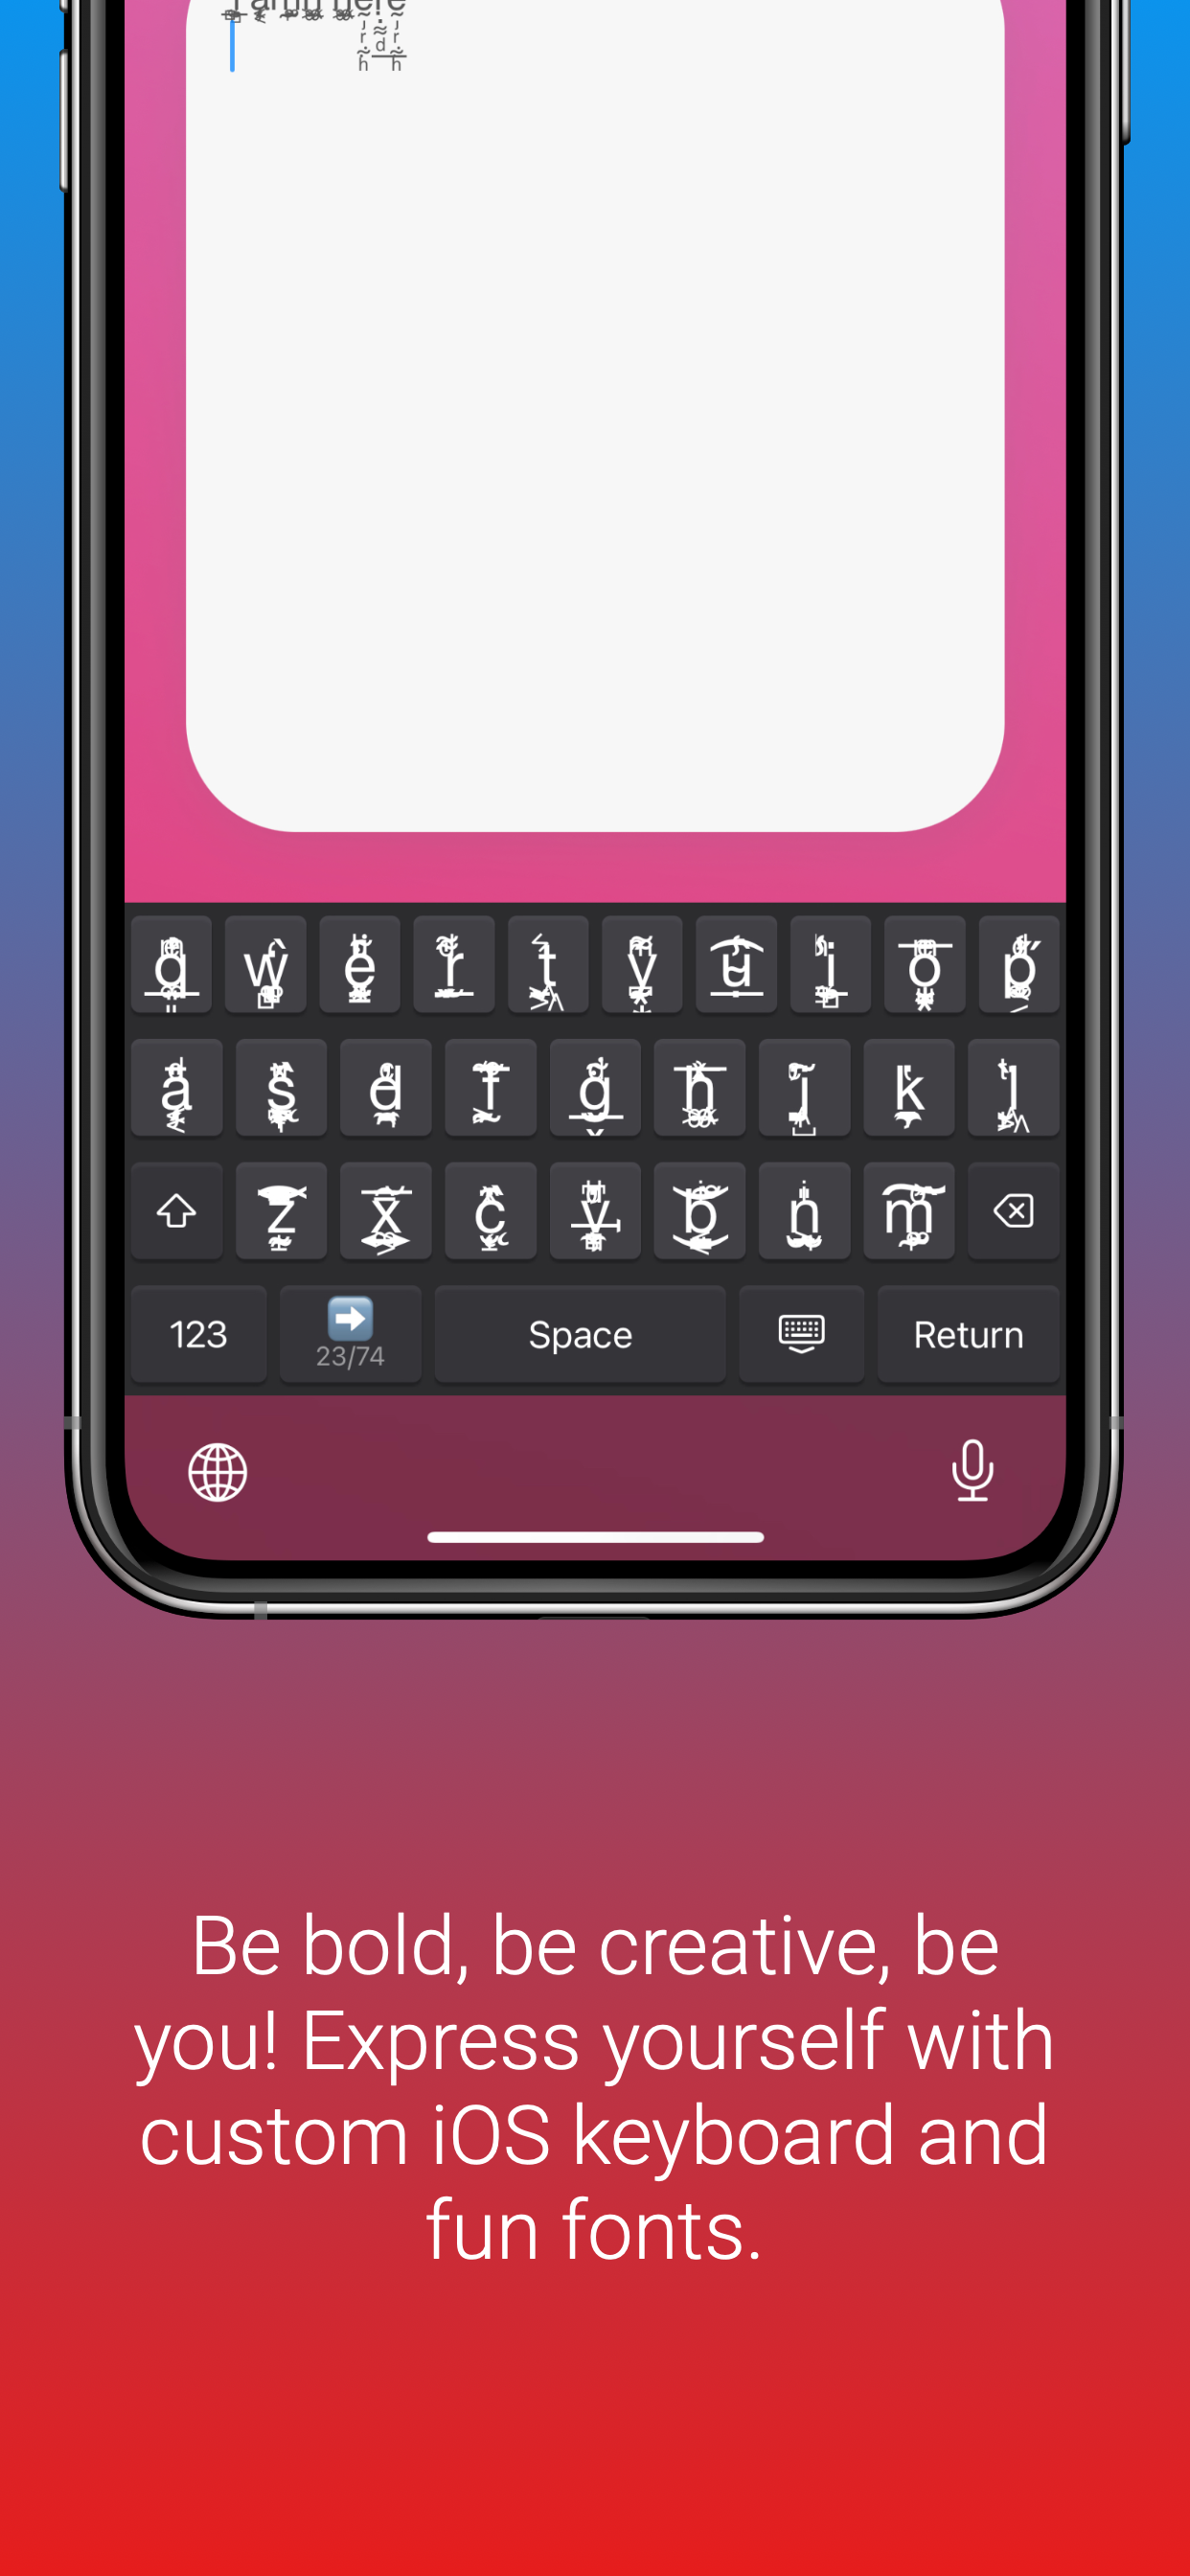 q w e r t y u i o p
a s d f g h j k l
z x c v b n m
123 ➡️ 23/74 Space Return
Be bold, be creative, be
you! Express yourself with
custom iOS keyboard and
fun fonts.